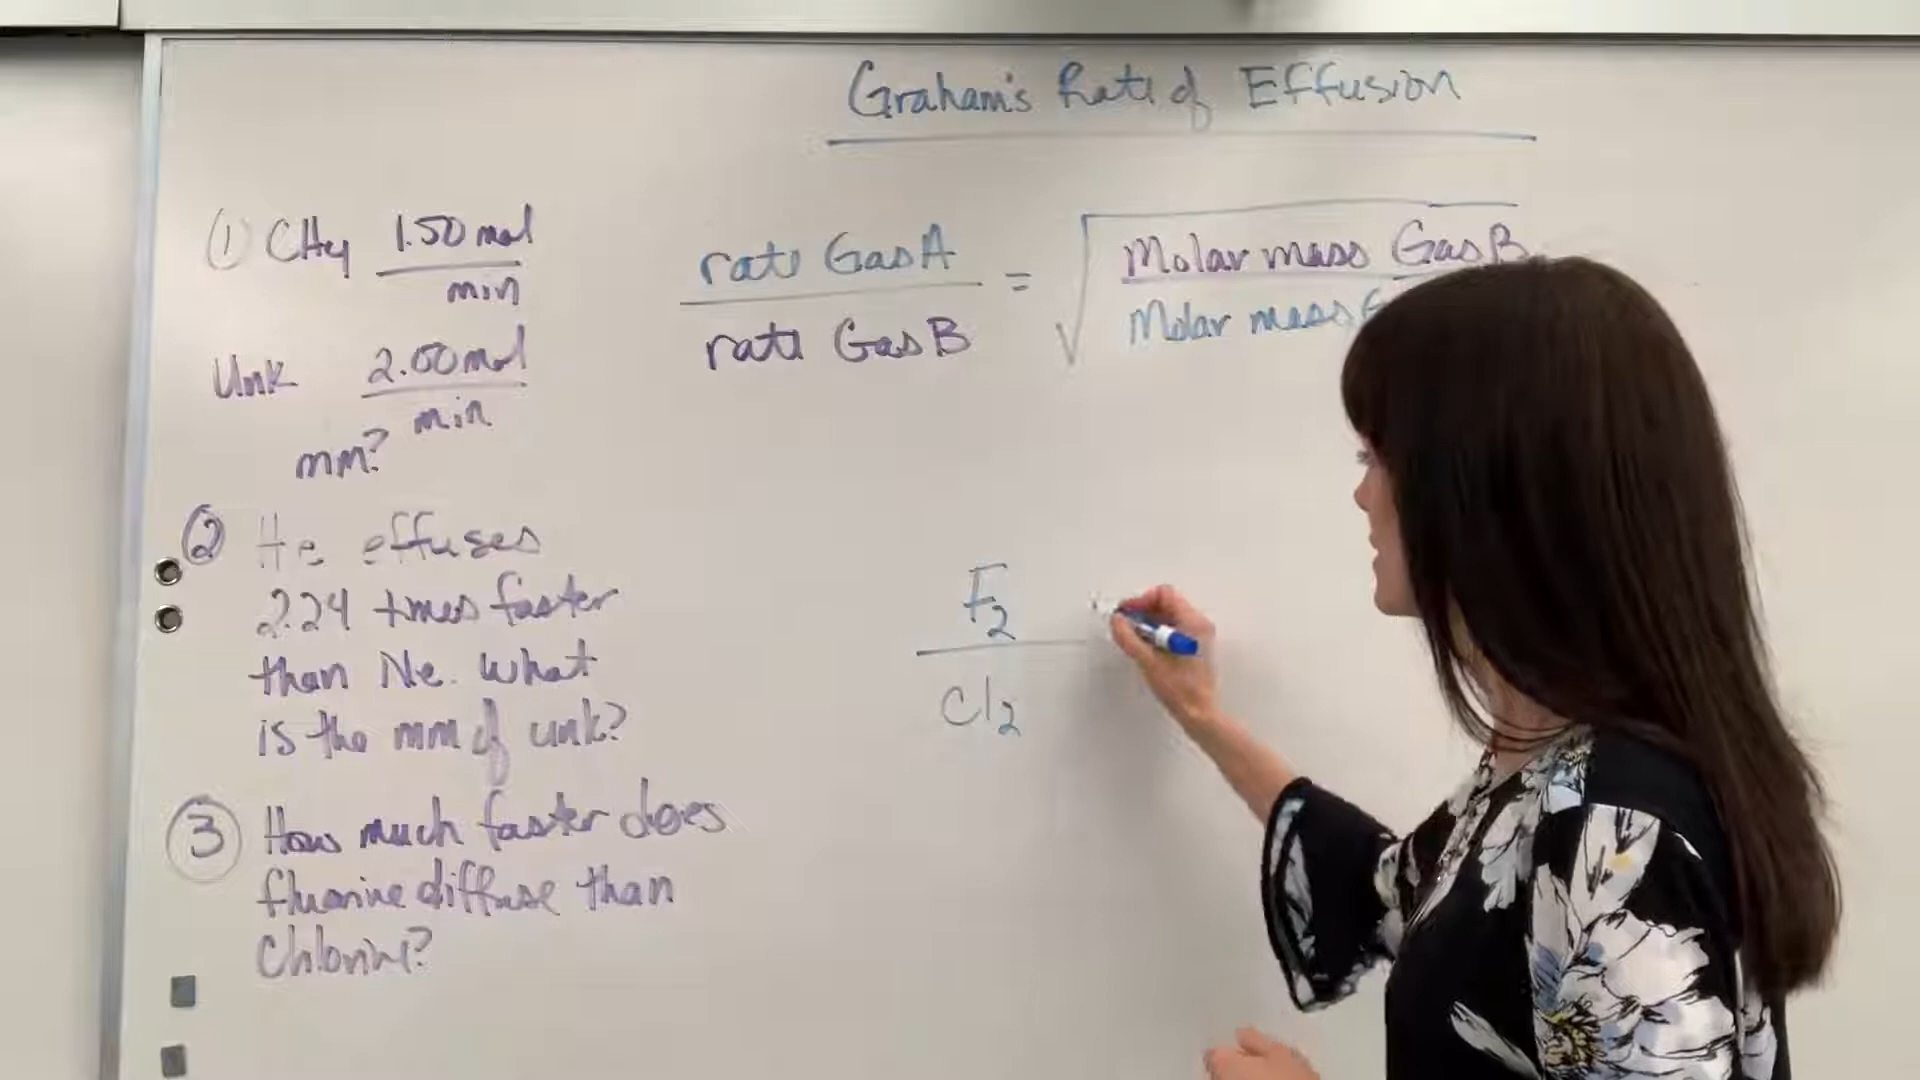 Graham's Rate of Effusion
① CH4 1.50 mol
min
Unk 2.00 mol
min
mm?
rate Gas A
rate Gas B
=
√ Molar mass Gas B
Molar mass G
② He effuses
2.24 times faster
than Ne. What
is the mm of unk?
③ How much faster does
fluorine diffuse than
Chlorine?
F2
Cl2